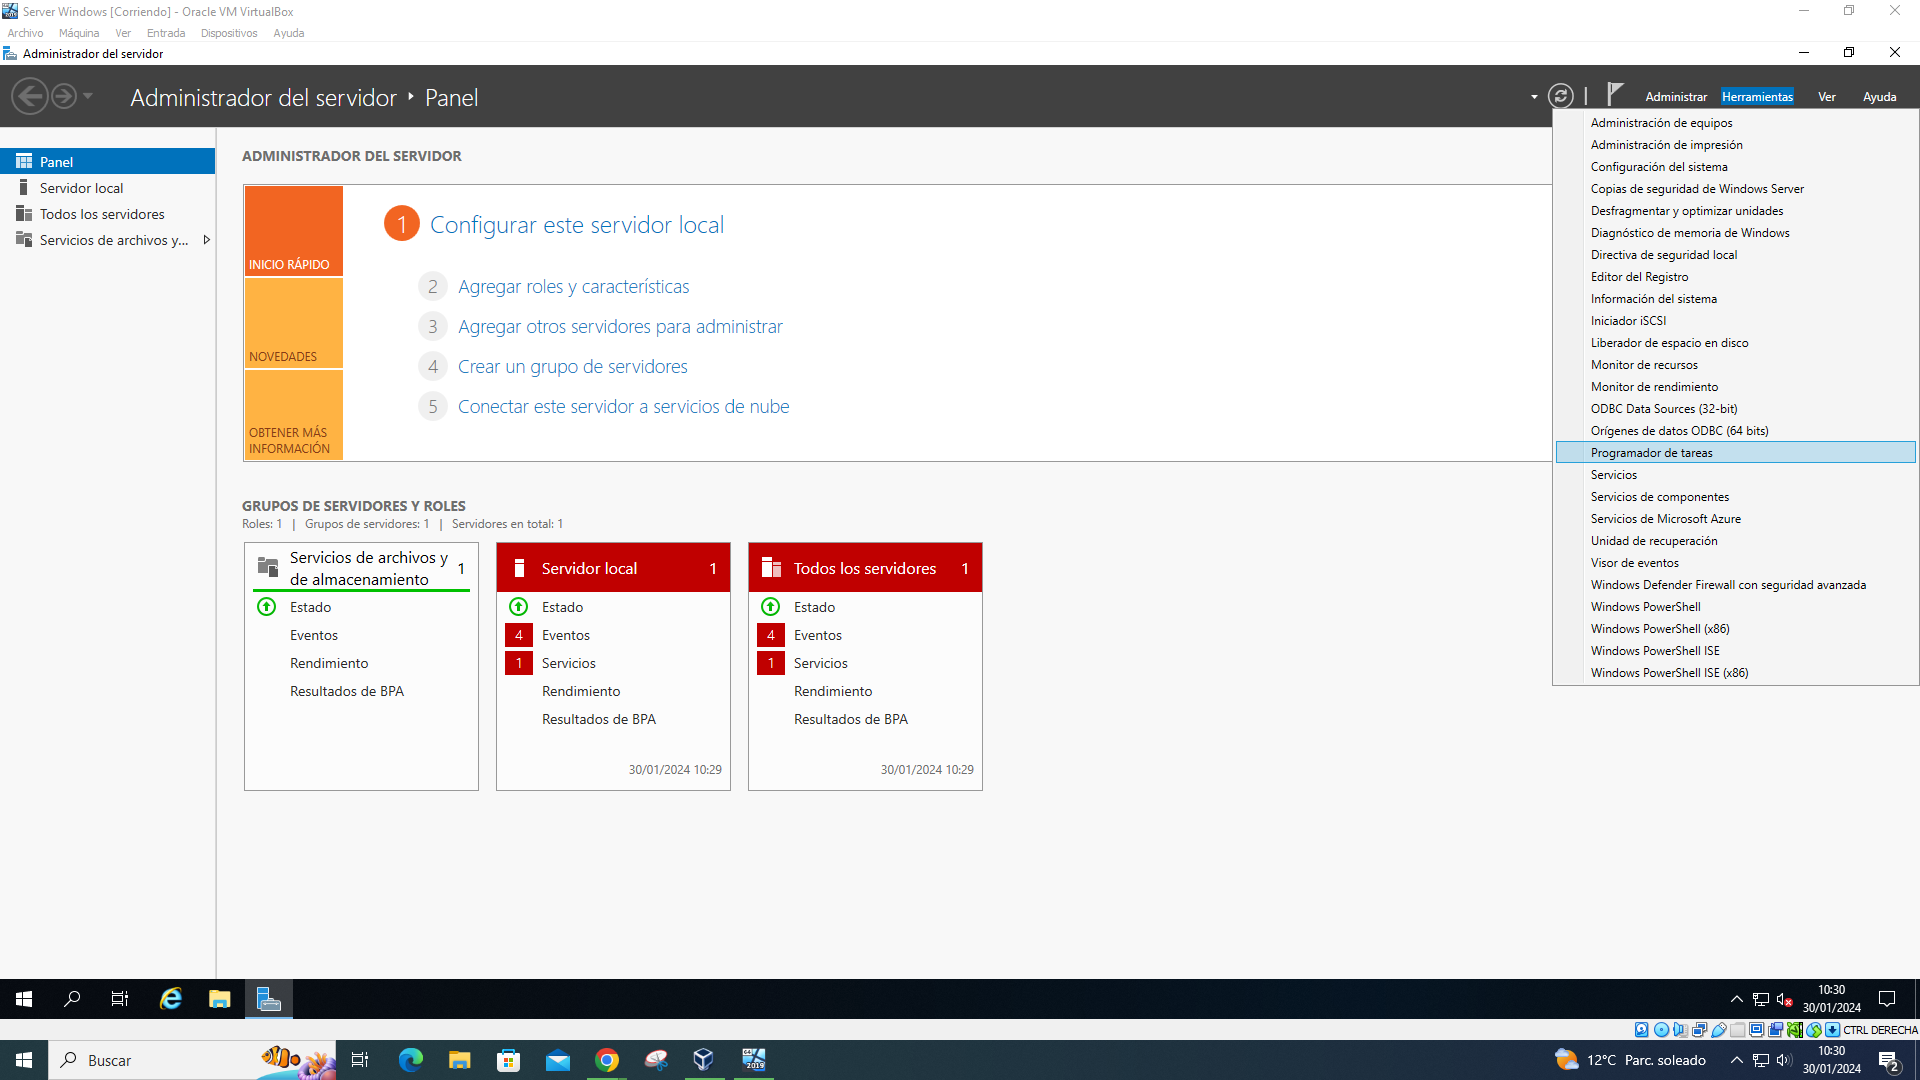 Server Windows [Corriendo] - Oracle VM VirtualBox
Archivo Máquina Ver Entrada Dispositivos Ayuda
Administrador del servidor
Administrador del servidor ‣ Panel
Administrar Herramientas Ver Ayuda
Panel
Servidor local
Todos los servidores
Servicios de archivos y...
ADMINISTRADOR DEL SERVIDOR
INICIO RÁPIDO
NOVEDADES
OBTENER MÁS
INFORMACIÓN
1 Configurar este servidor local
2 Agregar roles y características
3 Agregar otros servidores para administrar
4 Crear un grupo de servidores
5 Conectar este servidor a servicios de nube
GRUPOS DE SERVIDORES Y ROLES
Roles: 1 | Grupos de servidores: 1 | Servidores en total: 1
Servicios de archivos y
de almacenamiento 1
Estado
Eventos
Rendimiento
Resultados de BPA
Servidor local 1
Estado
4 Eventos
1 Servicios
Rendimiento
Resultados de BPA
30/01/2024 10:29
Todos los servidores 1
Estado
4 Eventos
1 Servicios
Rendimiento
Resultados de BPA
30/01/2024 10:29
Administración de equipos
Administración de impresión
Configuración del sistema
Copias de seguridad de Windows Server
Desfragmentar y optimizar unidades
Diagnóstico de memoria de Windows
Directiva de seguridad local
Editor del Registro
Información del sistema
Iniciador iSCSI
Liberador de espacio en disco
Monitor de recursos
Monitor de rendimiento
ODBC Data Sources (32-bit)
Orígenes de datos ODBC (64 bits)
Programador de tareas
Servicios
Servicios de componentes
Servicios de Microsoft Azure
Unidad de recuperación
Visor de eventos
Windows Defender Firewall con seguridad avanzada
Windows PowerShell
Windows PowerShell (x86)
Windows PowerShell ISE
Windows PowerShell ISE (x86)
10:30
30/01/2024
CTRL DERECHA
Buscar
64
2019
12°C Parc. soleado
10:30
30/01/2024
2